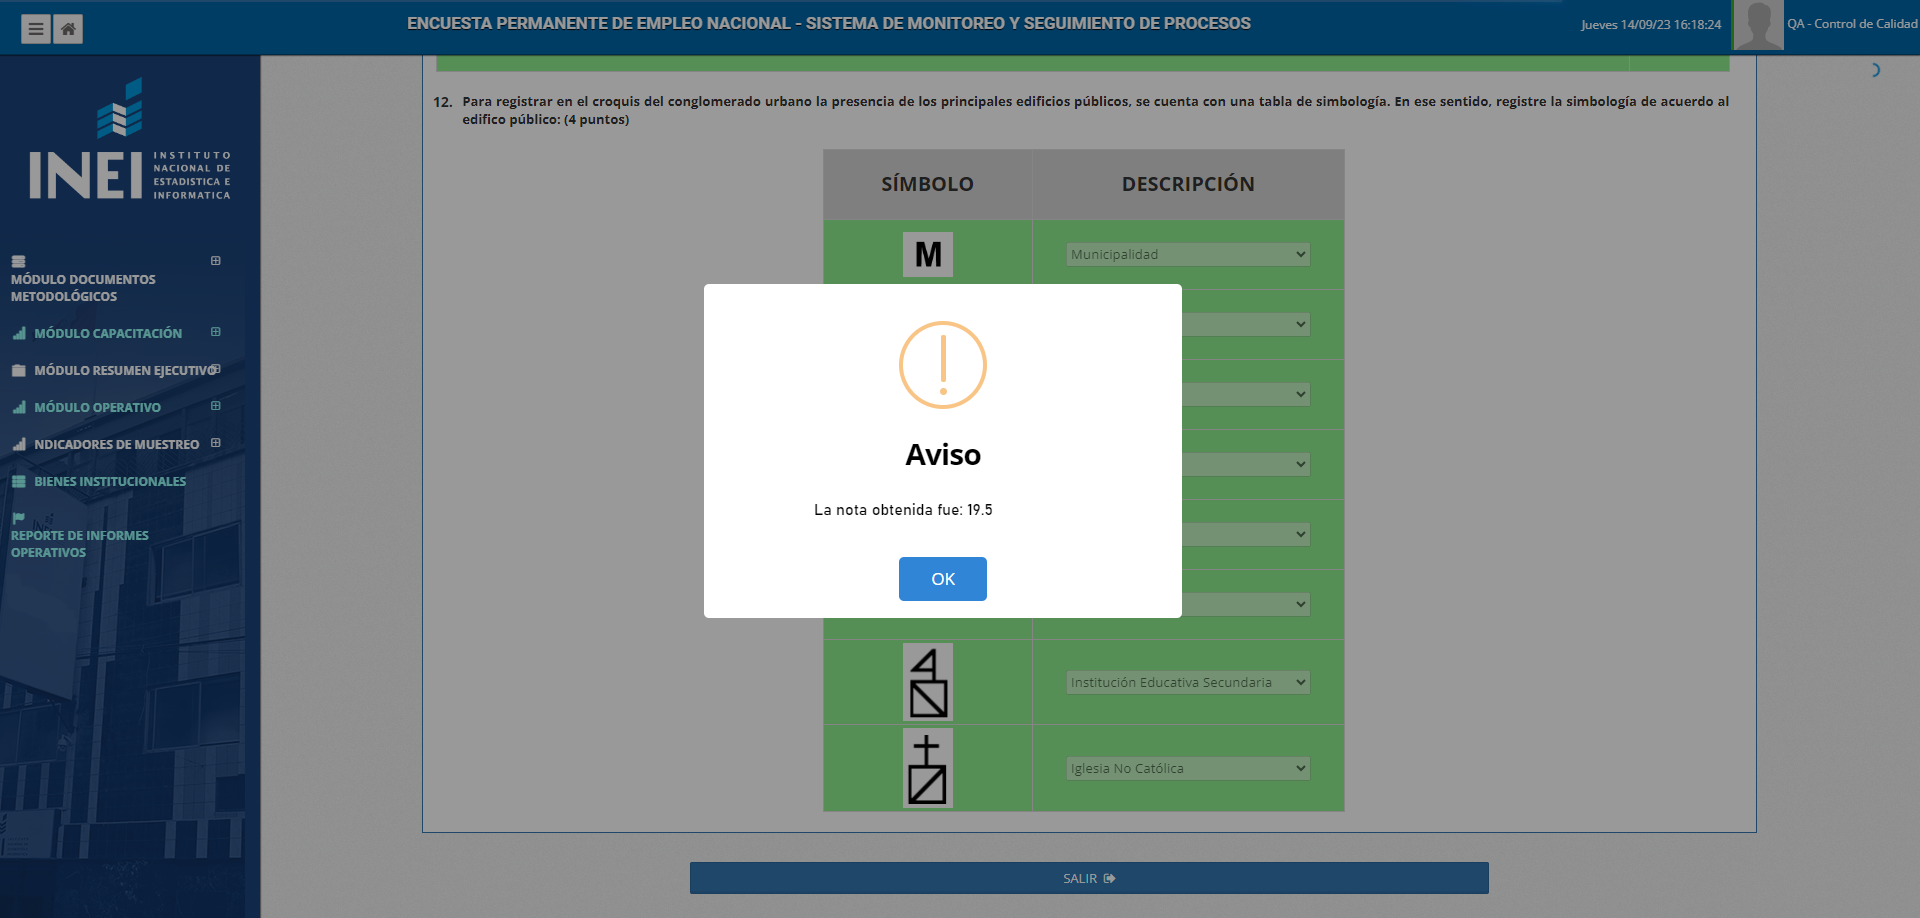 ENCUESTA PERMANENTE DE EMPLEO NACIONAL - SISTEMA DE MONITOREO Y SEGUIMIENTO DE PROCESOS
Jueves 14/09/23 16:18:24
QA - Control de Calidad
INEI
INSTITUTO
NACIONAL DE
ESTADISTICA E
INFORMATICA
MÓDULO DOCUMENTOS
METODOLÓGICOS
MÓDULO CAPACITACIÓN
MÓDULO RESUMEN EJECUTIVO
MÓDULO OPERATIVO
NDICADORES DE MUESTREO
BIENES INSTITUCIONALES
REPORTE DE INFORMES
OPERATIVOS
12. Para registrar en el croquis del conglomerado urbano la presencia de los principales edificios públicos, se cuenta con una tabla de simbología. En ese sentido, registre la simbología de acuerdo al
edifico público: (4 puntos)
SÍMBOLO DESCRIPCIÓN
M Municipalidad
Aviso
La nota obtenida fue: 19.5
OK
Institución Educativa Secundaria
Iglesia No Católica
SALIR